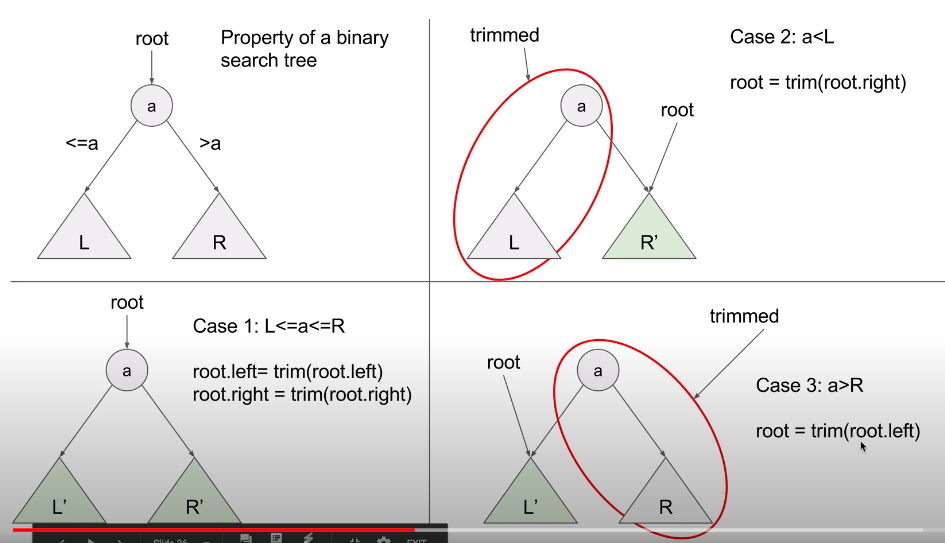 root
Property of a binary
search tree
a
<=a
>a
L
R
trimmed
Case 2: a<L
root = trim(root.right)
a
root
L
R’
root
Case 1: L<=a<=R
a
root.left= trim(root.left)
root.right = trim(root.right)
L’
R’
trimmed
root
a
Case 3: a>R
root = trim(root.left)
L’
R
Slide 26
EXIT